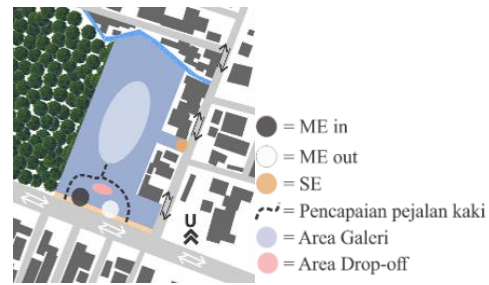 U
= ME in
= ME out
= SE
= Pencapaian pejalan kaki
= Area Galeri
= Area Drop-off